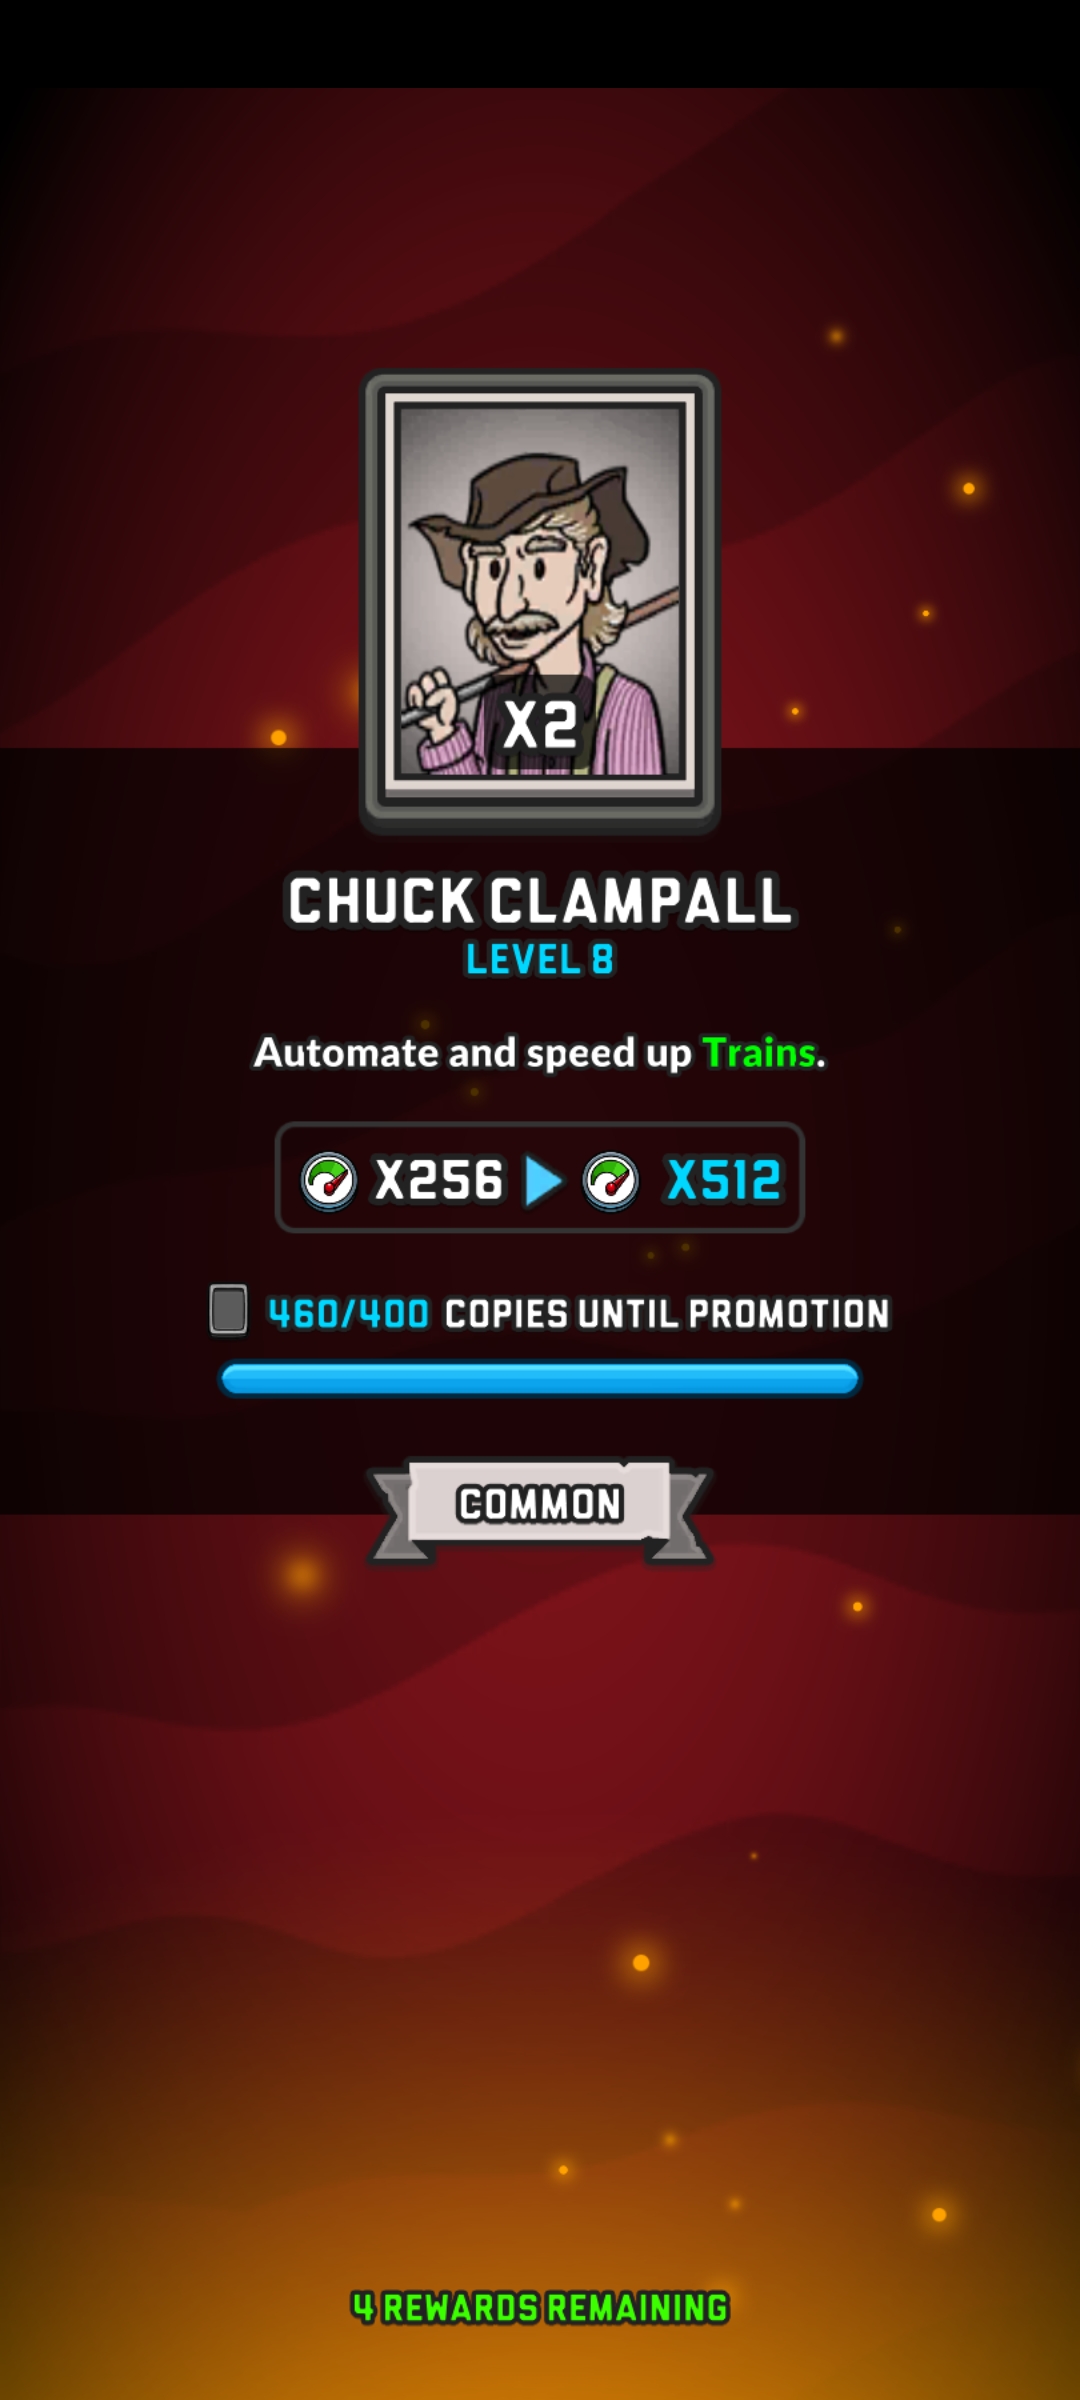 X2
CHUCK CLAMPALL
LEVEL 8
Automate and speed up Trains.
X256 X512
460/400 COPIES UNTIL PROMOTION
COMMON
4 REWARDS REMAINING